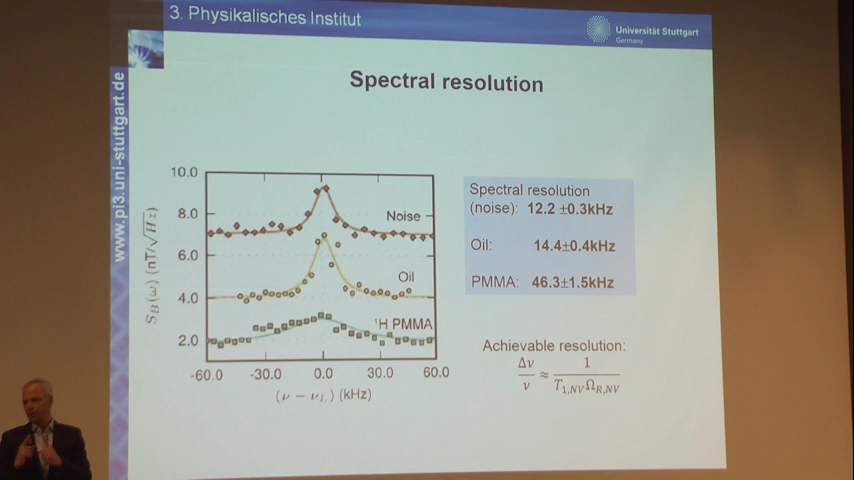 3. Physikalisches Institut
Universität Stuttgart
Germany
www.pi3.uni-stuttgart.de
Spectral resolution
10.0
8.0
6.0
4.0
2.0
S_B(ω) (nT/√Hz)
Noise
Oil
¹H PMMA
-60.0 -30.0 0.0 30.0 60.0
(ν − ν_L) (kHz)
Spectral resolution
(noise): 12.2 ±0.3kHz
Oil: 14.4±0.4kHz
PMMA: 46.3±1.5kHz
Achievable resolution:
Δν/ν ≈ 1/(T_{1,NV} Ω_{R,NV})